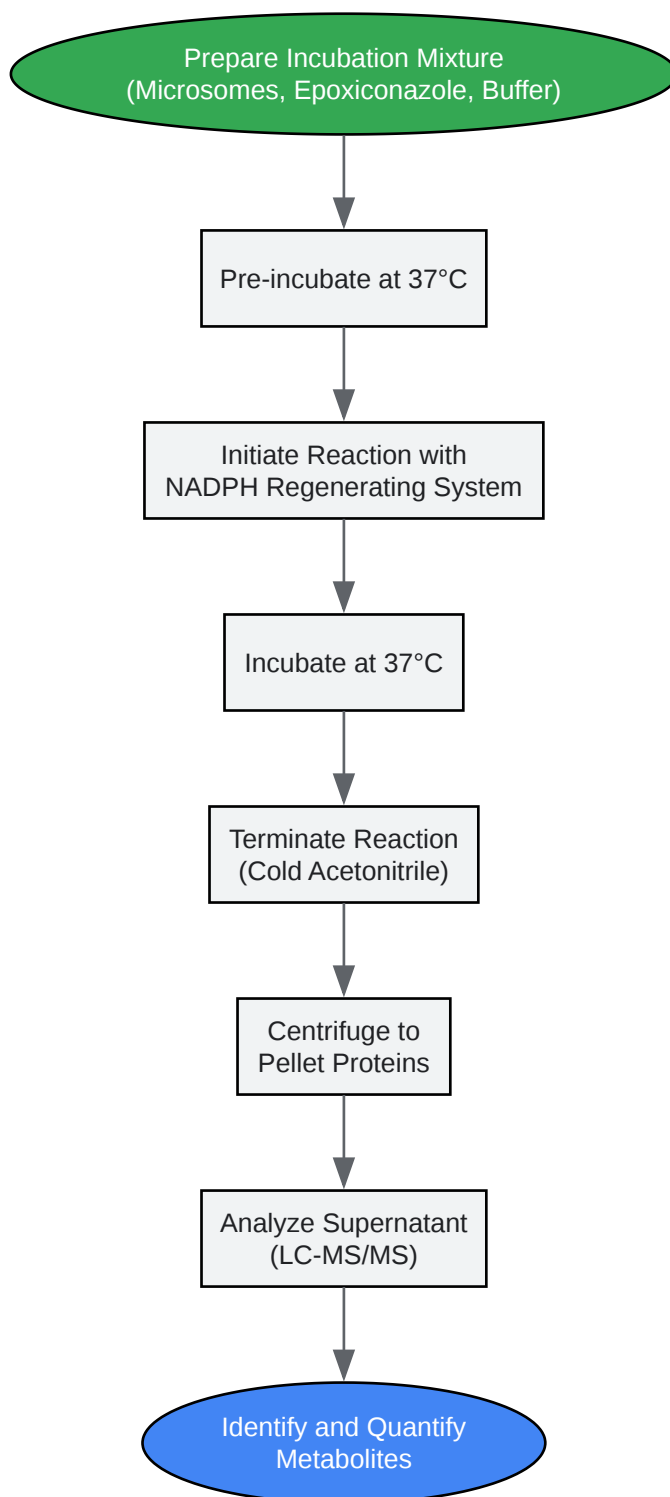 Prepare Incubation Mixture
(Microsomes, Epoxiconazole, Buffer)
Pre-incubate at 37°C
Initiate Reaction with
NADPH Regenerating System
Incubate at 37°C
Terminate Reaction
(Cold Acetonitrile)
Centrifuge to
Pellet Proteins
Analyze Supernatant
(LC-MS/MS)
Identify and Quantify
Metabolites